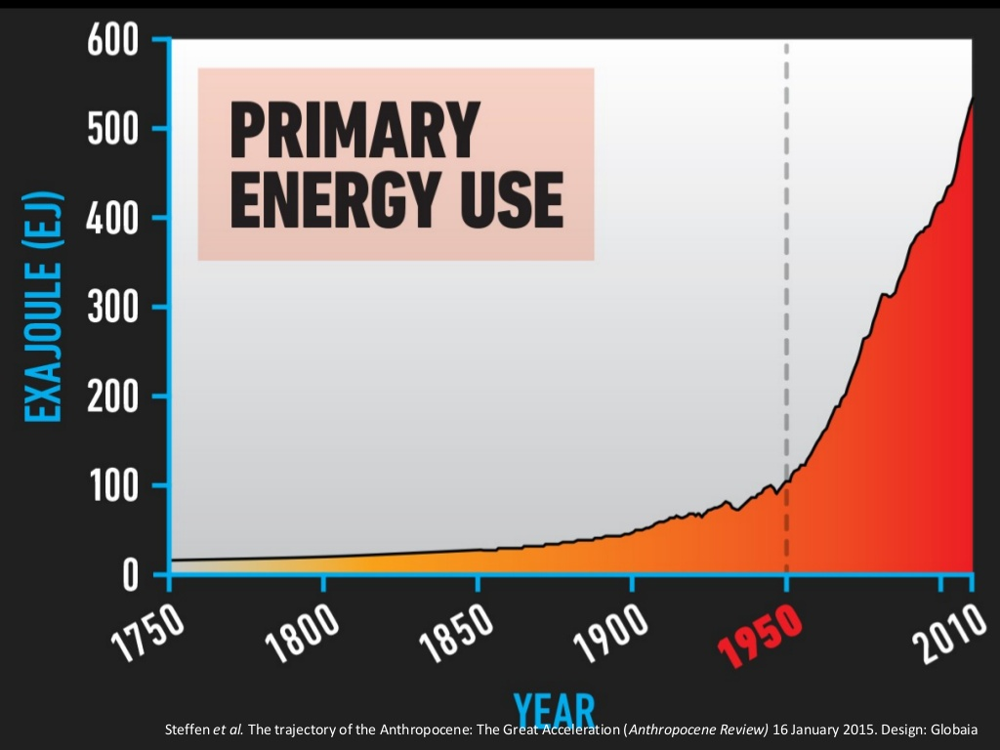 600
PRIMARY
ENERGY USE
500
400
300
200
100
0
EXAJOULE (EJ)
1750
1800
1850
1900
1950
2010
YEAR
Steffen et al. The trajectory of the Anthropocene: The Great Acceleration (Anthropocene Review) 16 January 2015. Design: Globaia